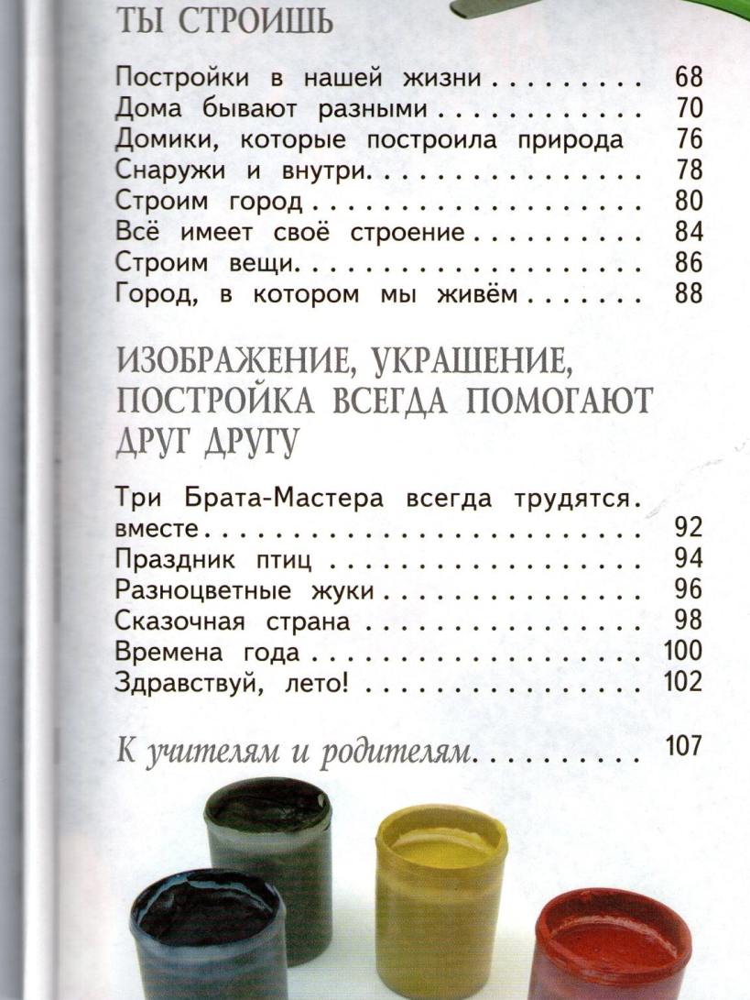 ТЫ СТРОИШЬ
Постройки в нашей жизни . . . . . . . . . 68
Дома бывают разными . . . . . . . . . . . . 70
Домики, которые построила природа 76
Снаружи и внутри. . . . . . . . . . . . . . . . 78
Строим город . . . . . . . . . . . . . . . . . . . 80
Всё имеет своё строение . . . . . . . . . . 84
Строим вещи. . . . . . . . . . . . . . . . . . . . 86
Город, в котором мы живём . . . . . . . 88
ИЗОБРАЖЕНИЕ, УКРАШЕНИЕ,
ПОСТРОЙКА ВСЕГДА ПОМОГАЮТ
ДРУГ ДРУГУ
Три Брата-Мастера всегда трудятся.
вместе . . . . . . . . . . . . . . . . . . . . . . . . . 92
Праздник птиц . . . . . . . . . . . . . . . . . . 94
Разноцветные жуки . . . . . . . . . . . . . . . 96
Сказочная страна . . . . . . . . . . . . . . . . 98
Времена года . . . . . . . . . . . . . . . . . . . 100
Здравствуй, лето! . . . . . . . . . . . . . . . . 102
К учителям и родителям. . . . . . . . . . 107